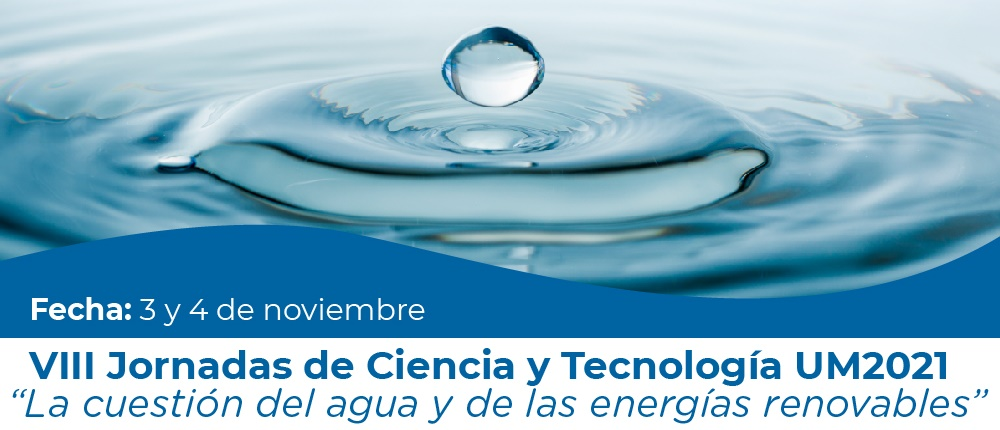 Fecha: 3 y 4 de noviembre
VIII Jornadas de Ciencia y Tecnología UM2021
“La cuestión del agua y de las energías renovables”